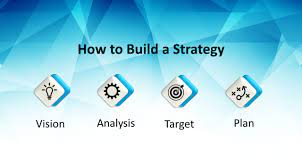 How to Build a Strategy
Vision Analysis Target Plan